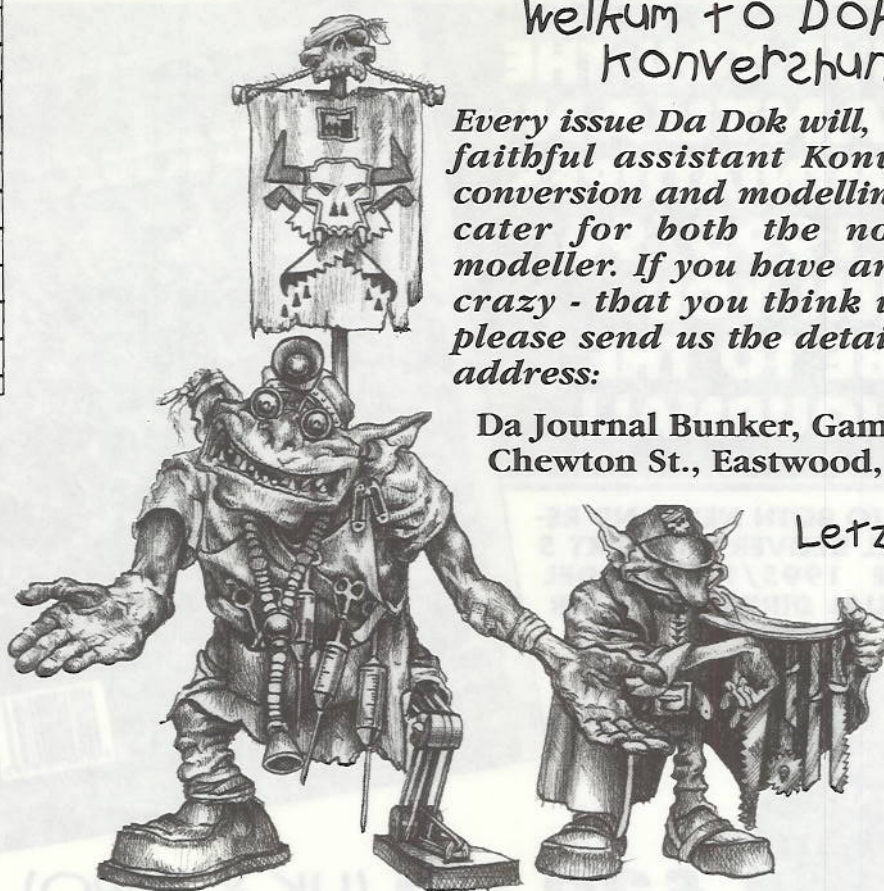 Welkum to Dok
Konvershun
Every issue Da Dok will,
faithful assistant Konv
conversion and modellin
cater for both the no
modeller. If you have an
crazy - that you think
please send us the detai
address:
Da Journal Bunker, Gam
Chewton St., Eastwood,
Letz